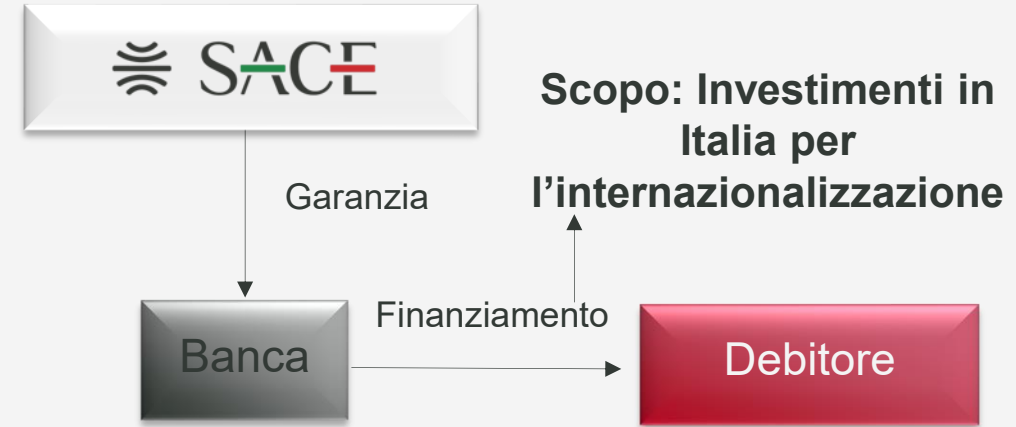 SACE
Scopo: Investimenti in
Italia per
l’internazionalizzazione
Garanzia
Finanziamento
Banca
Debitore